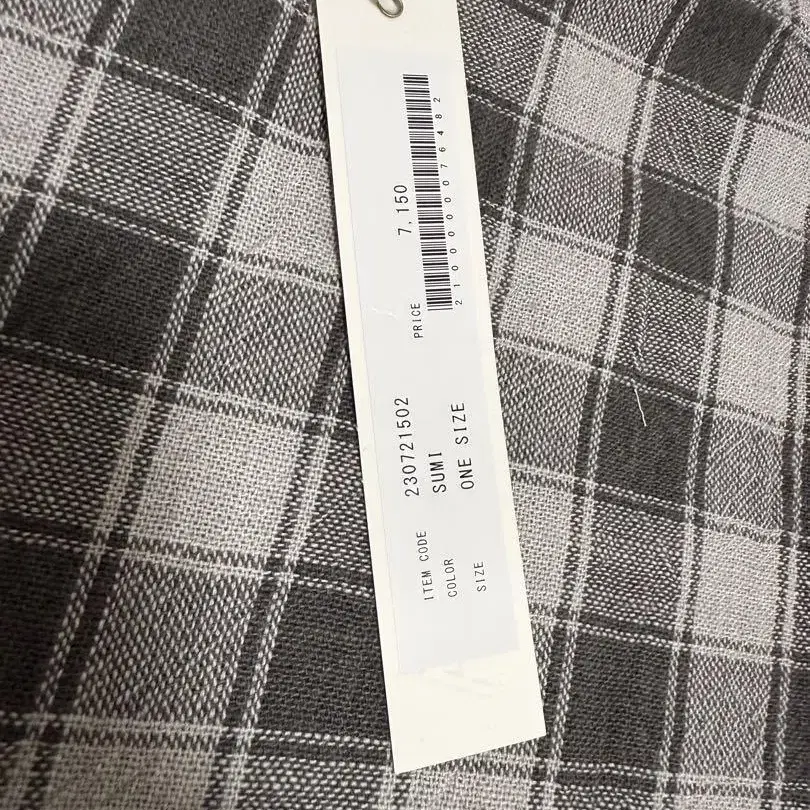 ITEM CODE 230721502
COLOR SUMI
SIZE ONE SIZE
PRICE 7,150
2100000076482